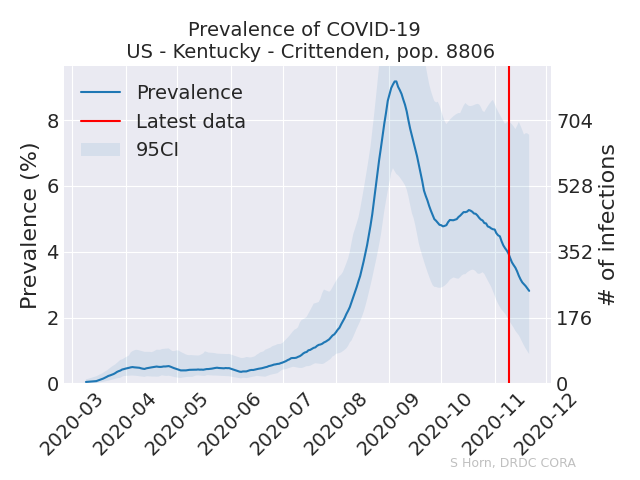 Prevalence of COVID-19
US - Kentucky - Crittenden, pop. 8806
Prevalence
Latest data
95CI
Prevalence (%)
8
6
4
2
0
704
528
352
176
0
# of infections
2020-03
2020-04
2020-05
2020-06
2020-07
2020-08
2020-09
2020-10
2020-11
2020-12
S Horn, DRDC CORA